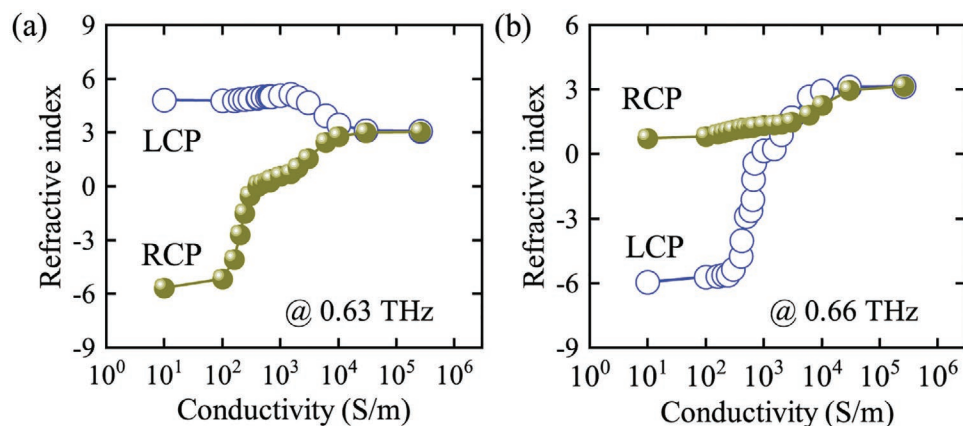 (a)
Refractive index
9
6
3
0
-3
-6
-9
LCP
RCP
@ 0.63 THz
10⁰ 10¹ 10² 10³ 10⁴ 10⁵ 10⁶
Conductivity (S/m)
(b)
Refractive index
6
3
0
-3
-6
-9
RCP
LCP
@ 0.66 THz
10⁰ 10¹ 10² 10³ 10⁴ 10⁵ 10⁶
Conductivity (S/m)